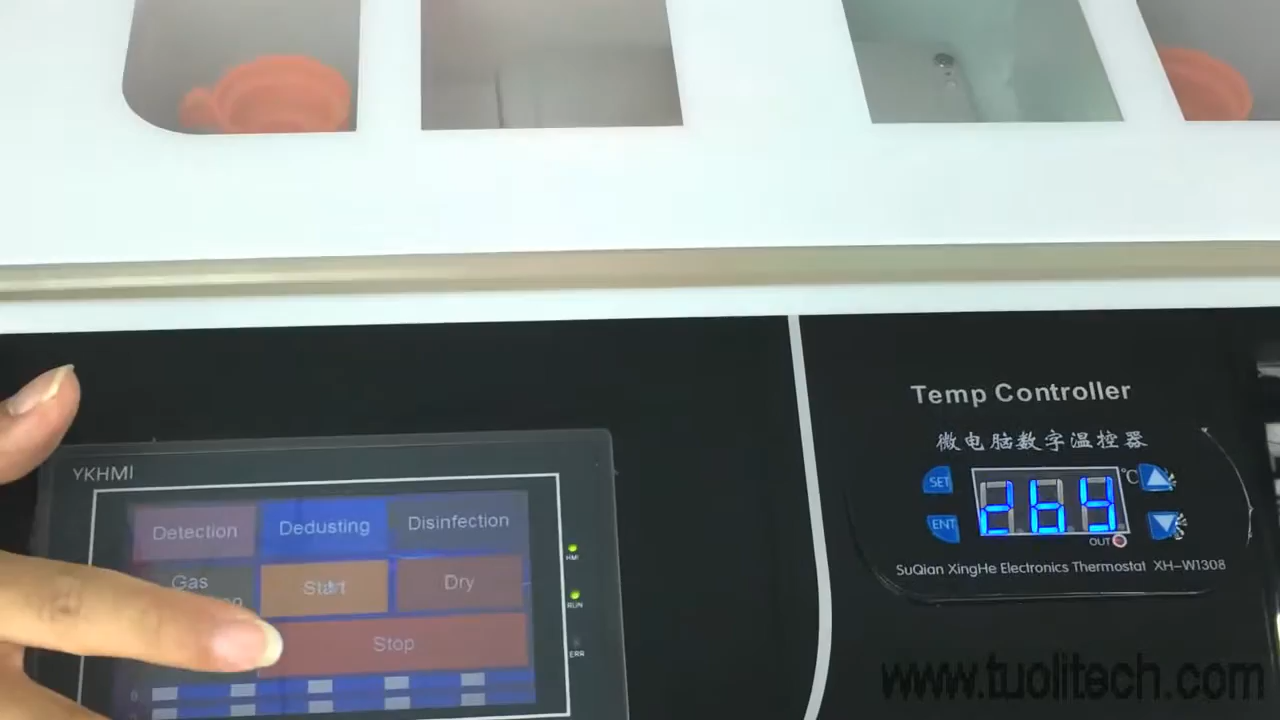 Temp Controller
微电脑数字温控器
YKHMI
SET
°C
ENT
OUT
SuQian XingHe Electronics Thermostat XH-W1308
Detection
Dedusting
Disinfection
Gas
Start
Dry
Stop
HMI
RUN
ERR
www.tuolitech.com